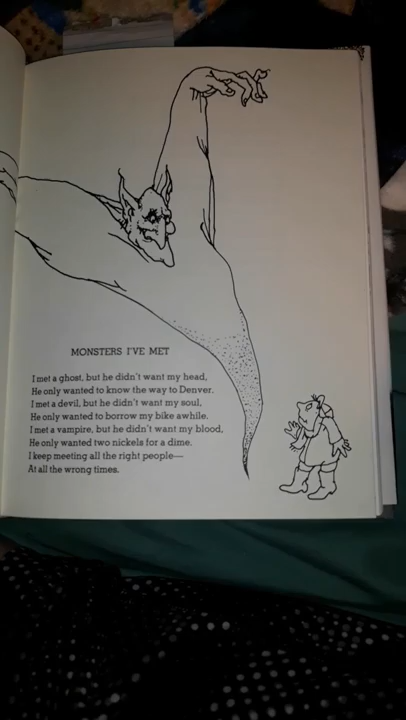 MONSTERS I'VE MET
I met a ghost, but he didn't want my head,
He only wanted to know the way to Denver.
I met a devil, but he didn't want my soul,
He only wanted to borrow my bike awhile.
I met a vampire, but he didn't want my blood,
He only wanted two nickels for a dime.
I keep meeting all the right people—
At all the wrong times.